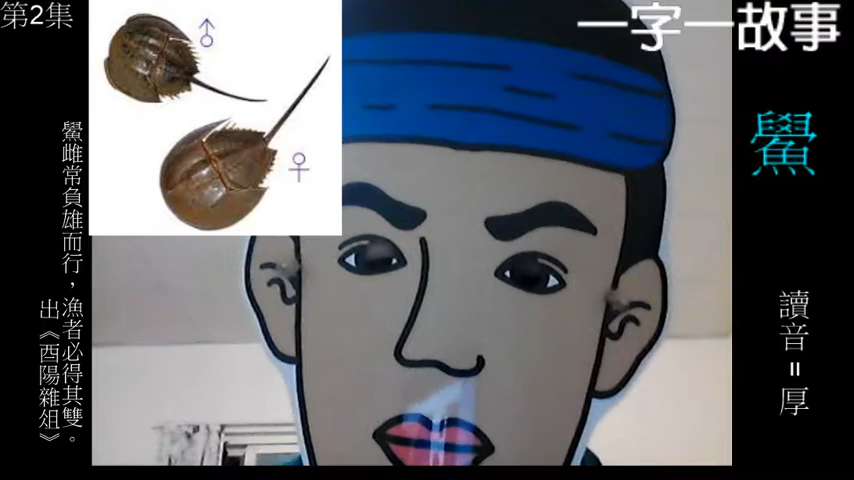 第2集
一字一故事
鱟
讀音=厚
鱟雌常負雄而行，漁者必得其雙。
出《酉陽雜俎》
♂
♀